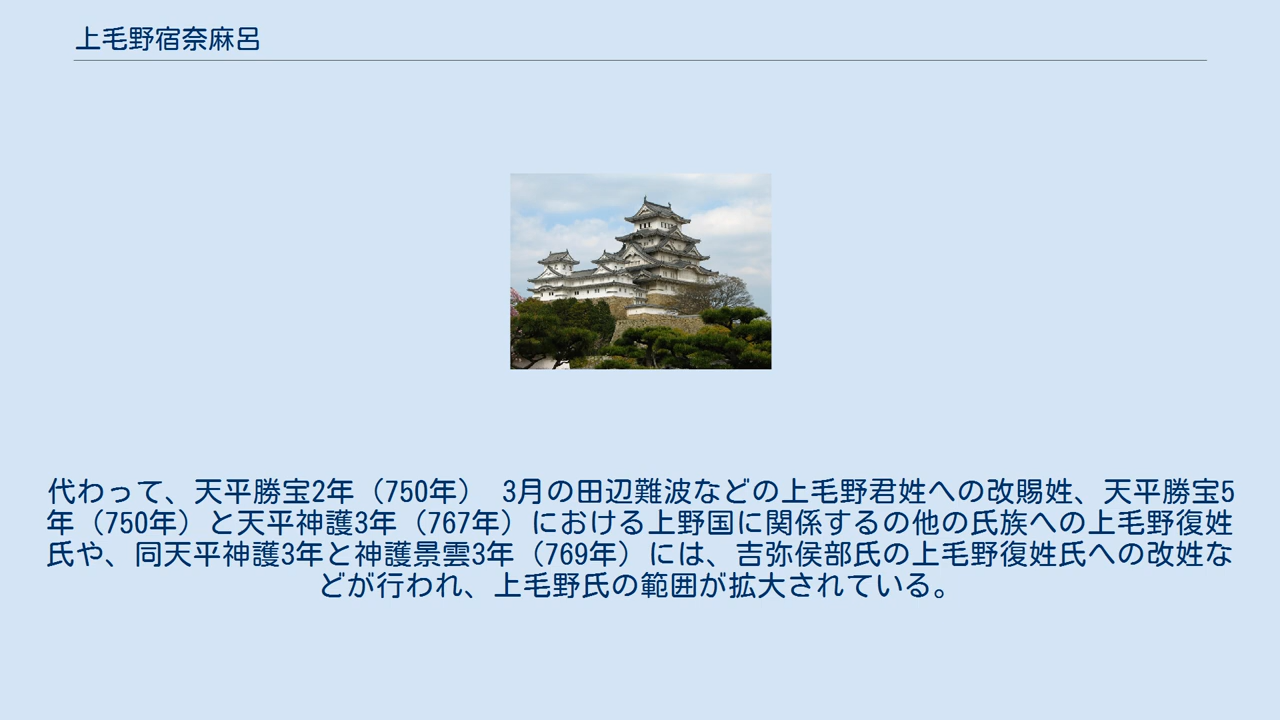 上毛野宿奈麻呂
代わって、天平勝宝2年（750年）　3月の田辺難波などの上毛野君姓への改賜姓、天平勝宝5
年（750年）と天平神護3年（767年）における上野国に関係するの他の氏族への上毛野復姓
氏や、同天平神護3年と神護景雲3年（769年）には、吉弥侯部氏の上毛野復姓氏への改姓な
どが行われ、上毛野氏の範囲が拡大されている。